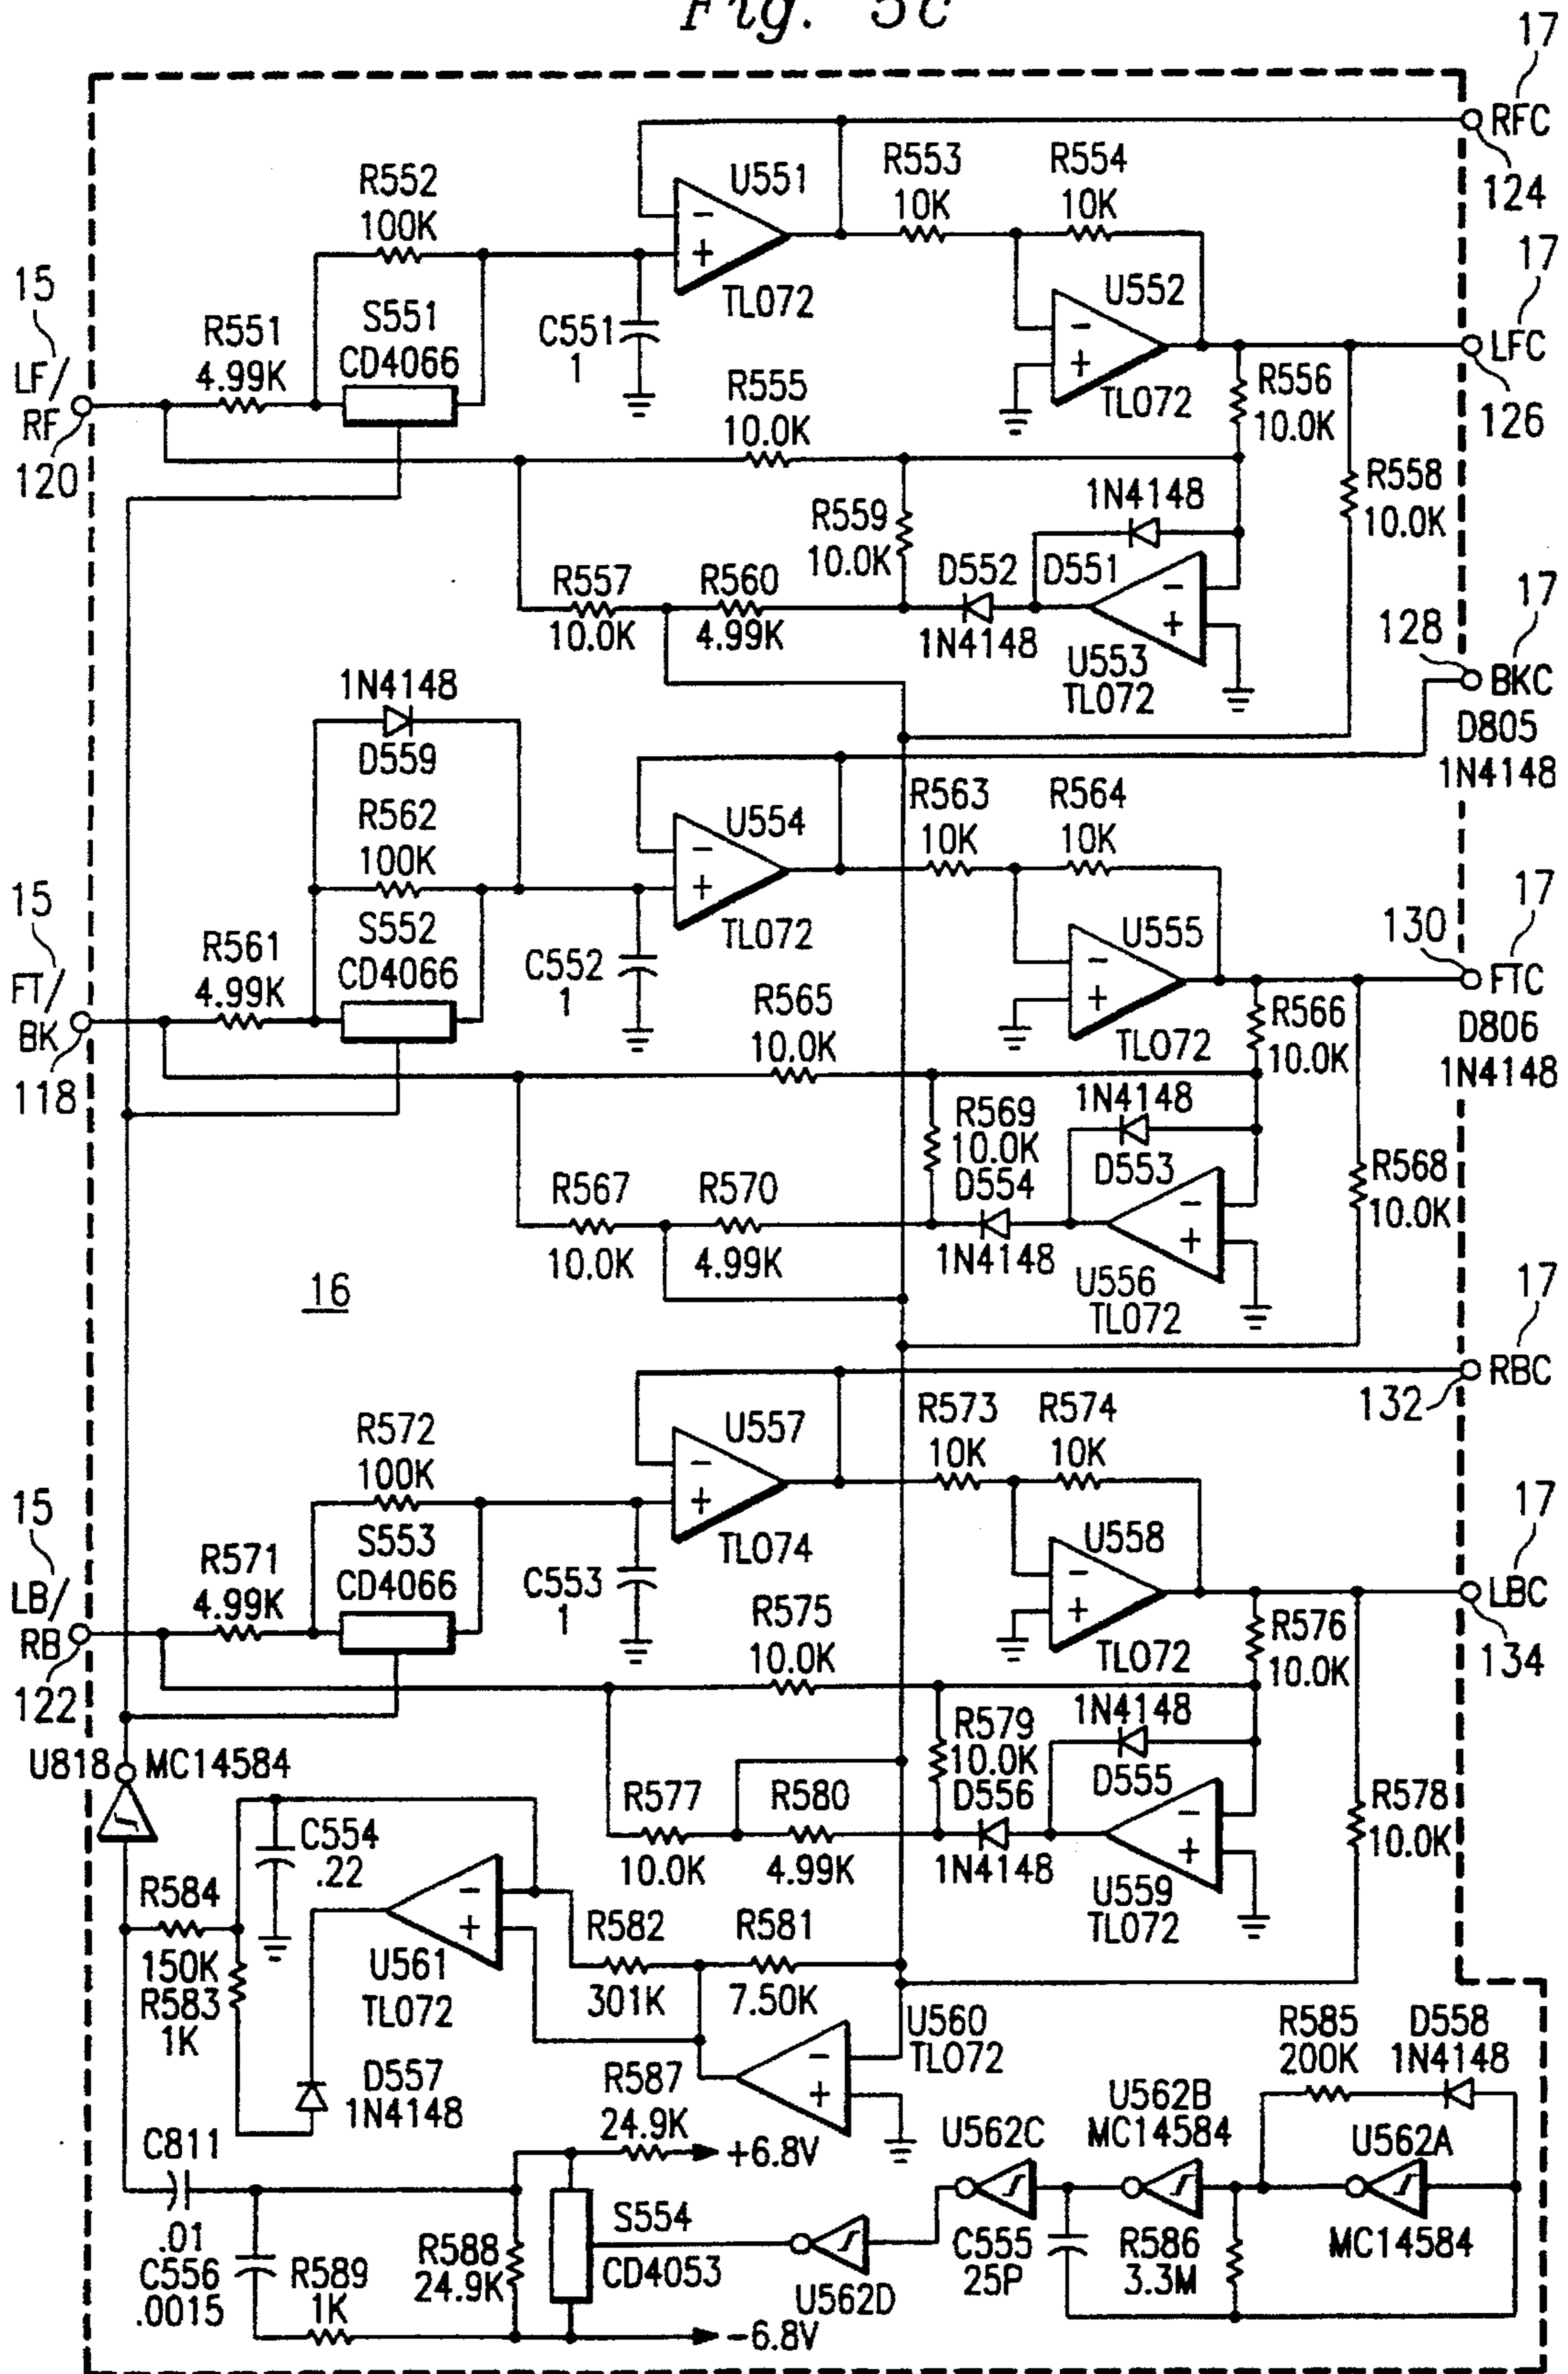 Fig. 5c
17
RFC
124
R552
100K
U551
R553
10K
R554
10K
TL072
17
LFC
126
U552
TL072
15
LF/
RF
120
R551
4.99K
S551
CD4066
C551
1
R555
10.0K
R556
10.0K
R558
10.0K
R559
10.0K
1N4148
D551
D552
1N4148
R557
10.0K
R560
4.99K
U553
TL072
128
17
BKC
D805
1N4148
1N4148
D559
R562
100K
U554
TL072
R563
10K
R564
10K
15
FT/
BK
118
R561
4.99K
S552
CD4066
C552
1
U555
TL072
130
17
FTC
D806
1N4148
R565
10.0K
R566
10.0K
R569
10.0K
1N4148
D553
D554
1N4148
R568
10.0K
R567
10.0K
R570
4.99K
U556
TL072
16
17
RBC
132
R572
100K
U557
TL074
R573
10K
R574
10K
15
LB/
RB
122
R571
4.99K
S553
CD4066
C553
1
U558
TL072
17
LBC
134
R575
10.0K
R576
10.0K
U818
MC14584
R579
10.0K
1N4148
D555
D556
1N4148
R577
10.0K
R580
4.99K
R578
10.0K
U559
TL072
C554
.22
R584
150K
R583
1K
U561
TL072
R582
301K
R581
7.50K
U560
TL072
D557
1N4148
R587
24.9K
+6.8V
R585
200K
D558
1N4148
U562C
U562B
MC14584
U562A
MC14584
C811
.01
C556
.0015
R589
1K
R588
24.9K
S554
CD4053
U562D
C555
25P
R586
3.3M
-6.8V
- +
- +
- +
- +
- +
- +
- +
- +
- +
- +
- +